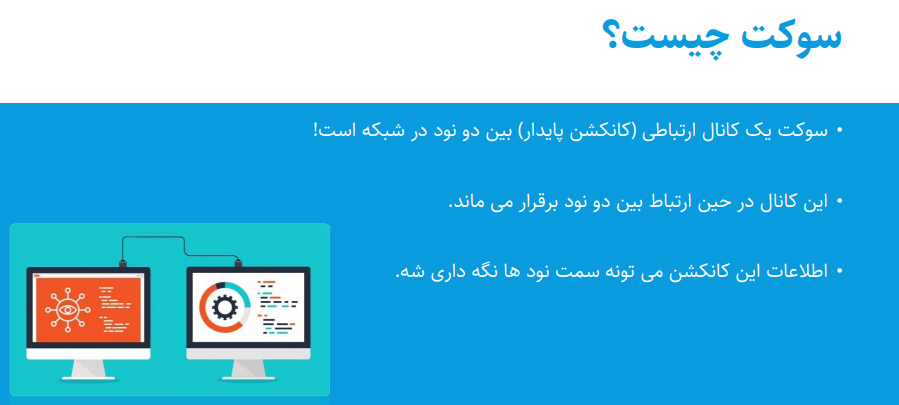 سوکت چیست؟
• سوکت یک کانال ارتباطی (کانکشن پایدار) بین دو نود در شبکه است!
• این کانال در حین ارتباط بین دو نود برقرار می ماند.
• اطلاعات این کانکشن می تونه سمت نود ها نگه داری شه.